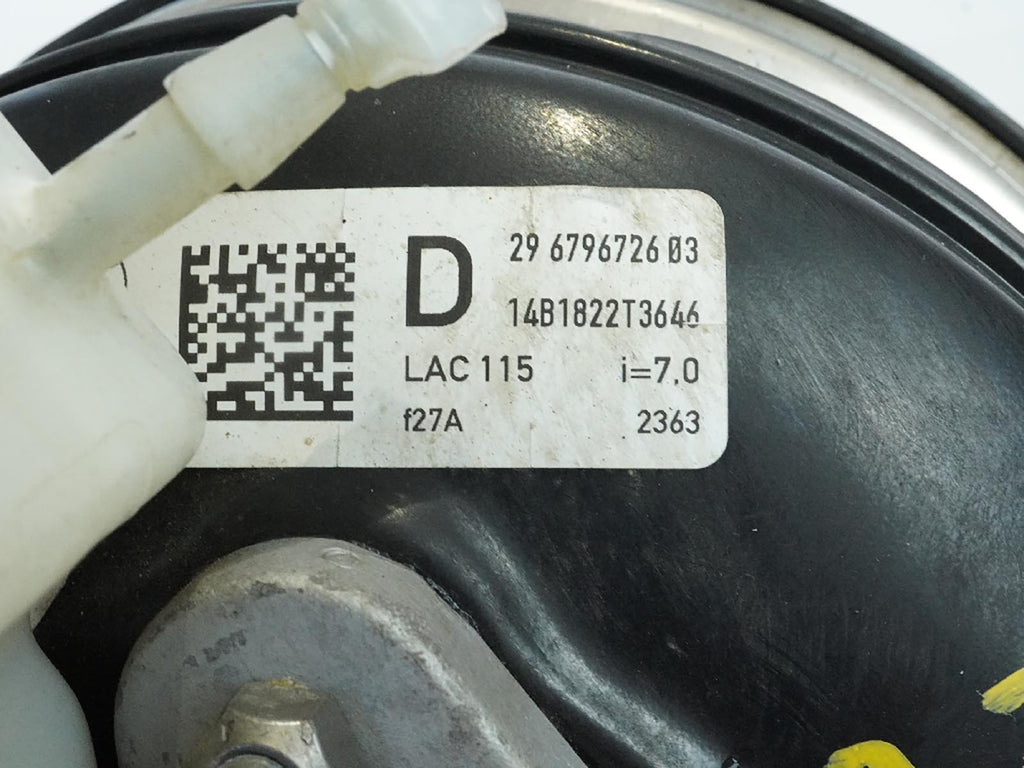 D 29 6796726 03
14B1822T3646
LAC 115 i=7,0
f27A 2363